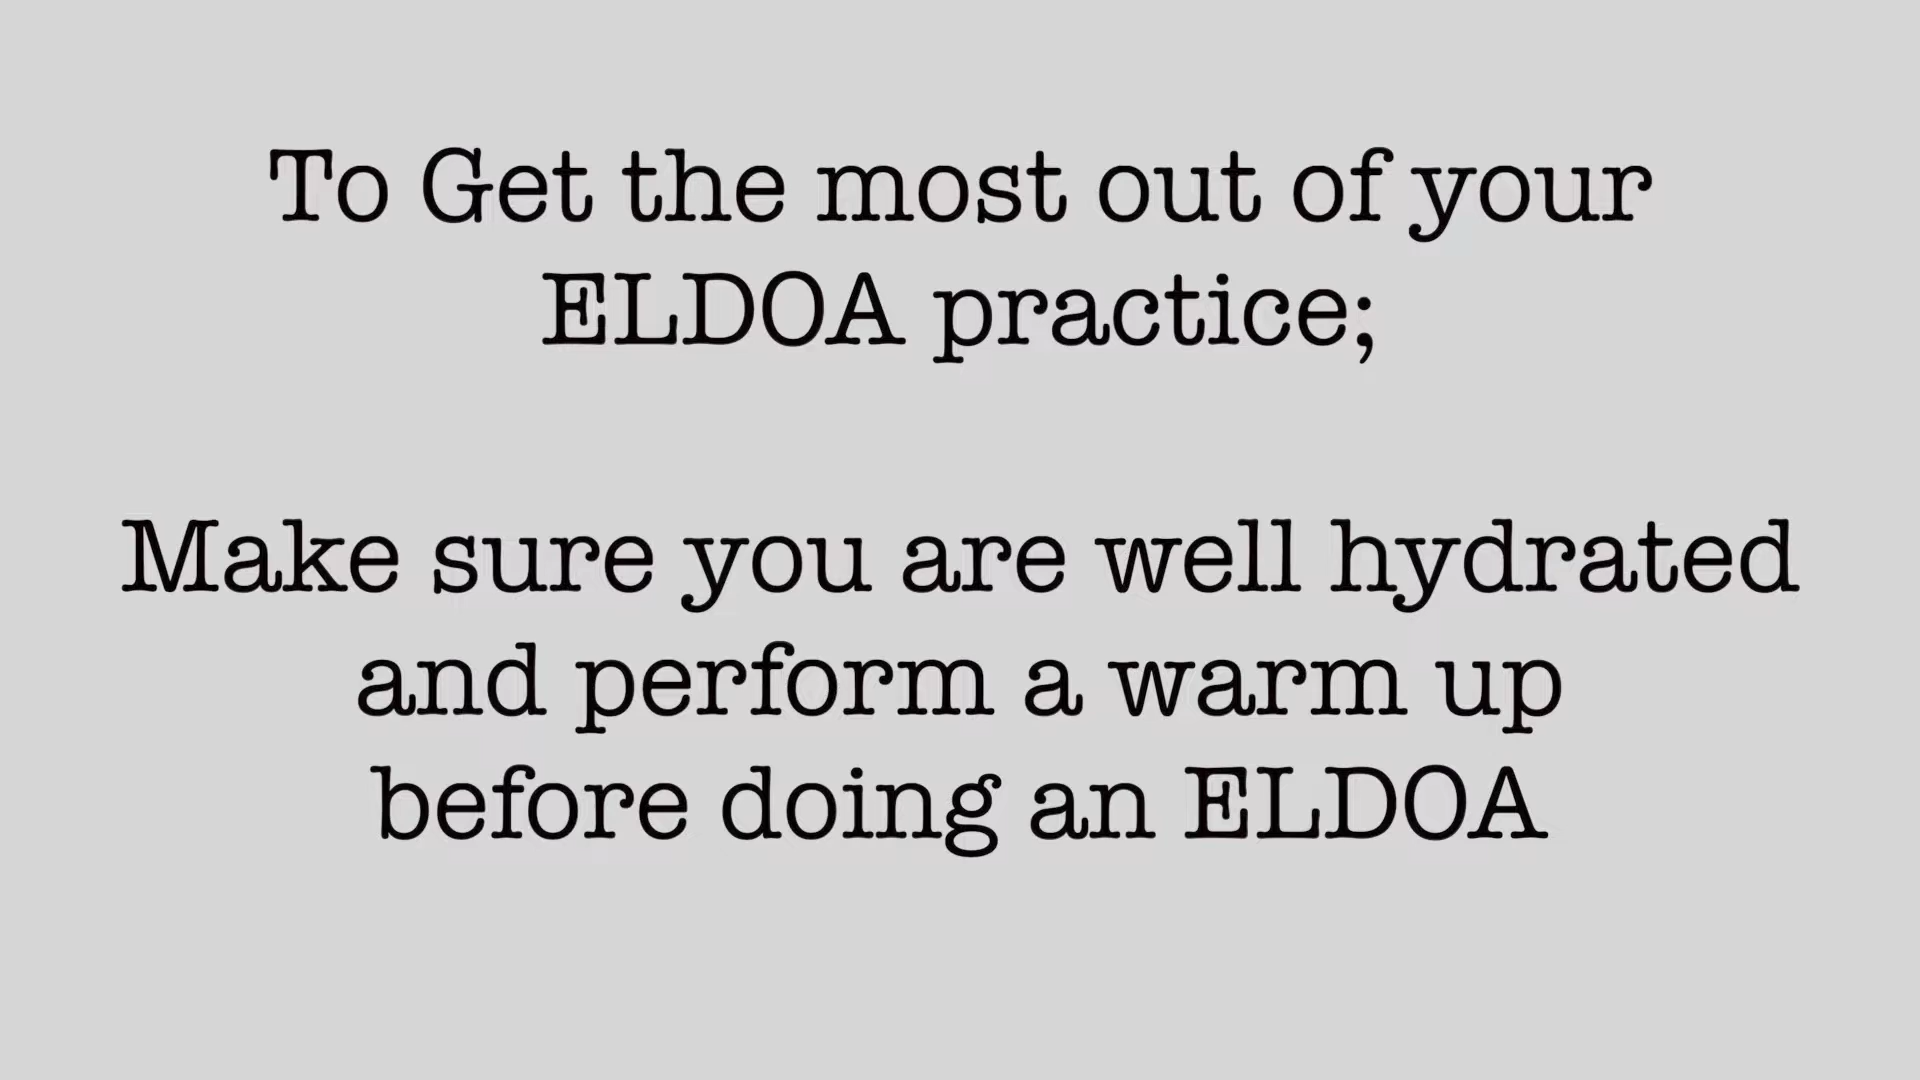 To Get the most out of your
ELDOA practice;
Make sure you are well hydrated
and perform a warm up
before doing an ELDOA